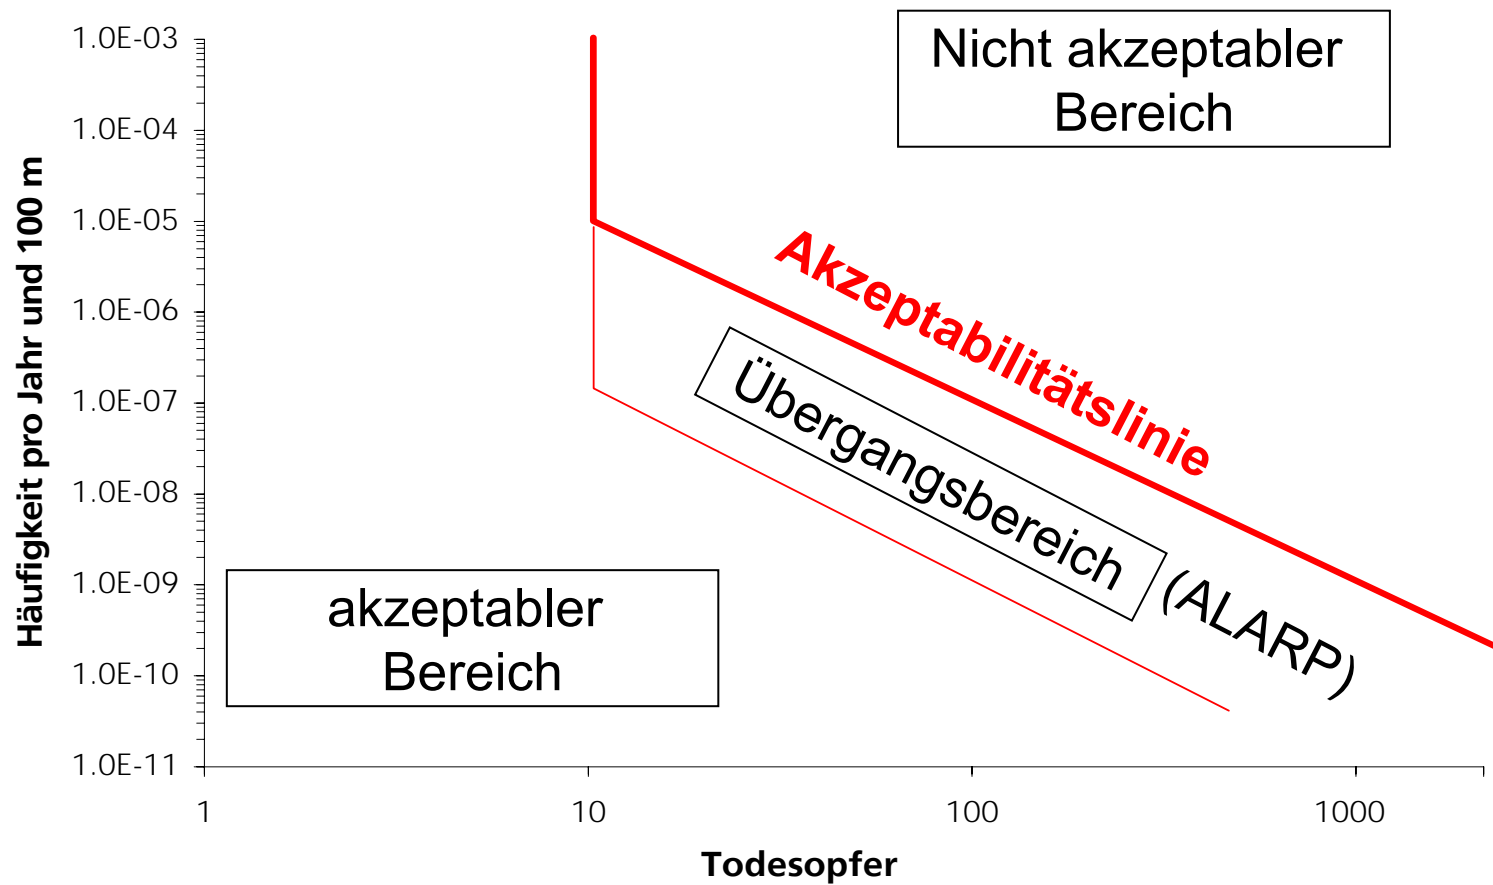 Nicht akzeptabler
Bereich
Häufigkeit pro Jahr und 100 m
1.0E-03
1.0E-04
1.0E-05
1.0E-06
1.0E-07
1.0E-08
1.0E-09
1.0E-10
1.0E-11
Akzeptabilitätslinie
Übergangsbereich (ALARP)
akzeptabler
Bereich
1 10 100 1000
Todesopfer